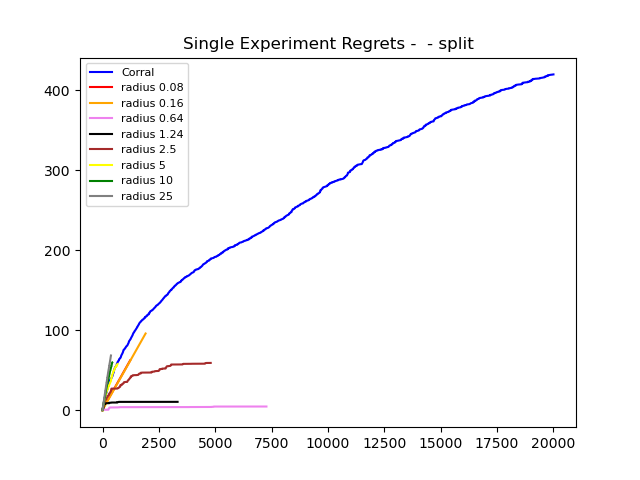 Single Experiment Regrets -  - split
Corral
radius 0.08
radius 0.16
radius 0.64
radius 1.24
radius 2.5
radius 5
radius 10
radius 25
400
300
200
100
0
0 2500 5000 7500 10000 12500 15000 17500 20000